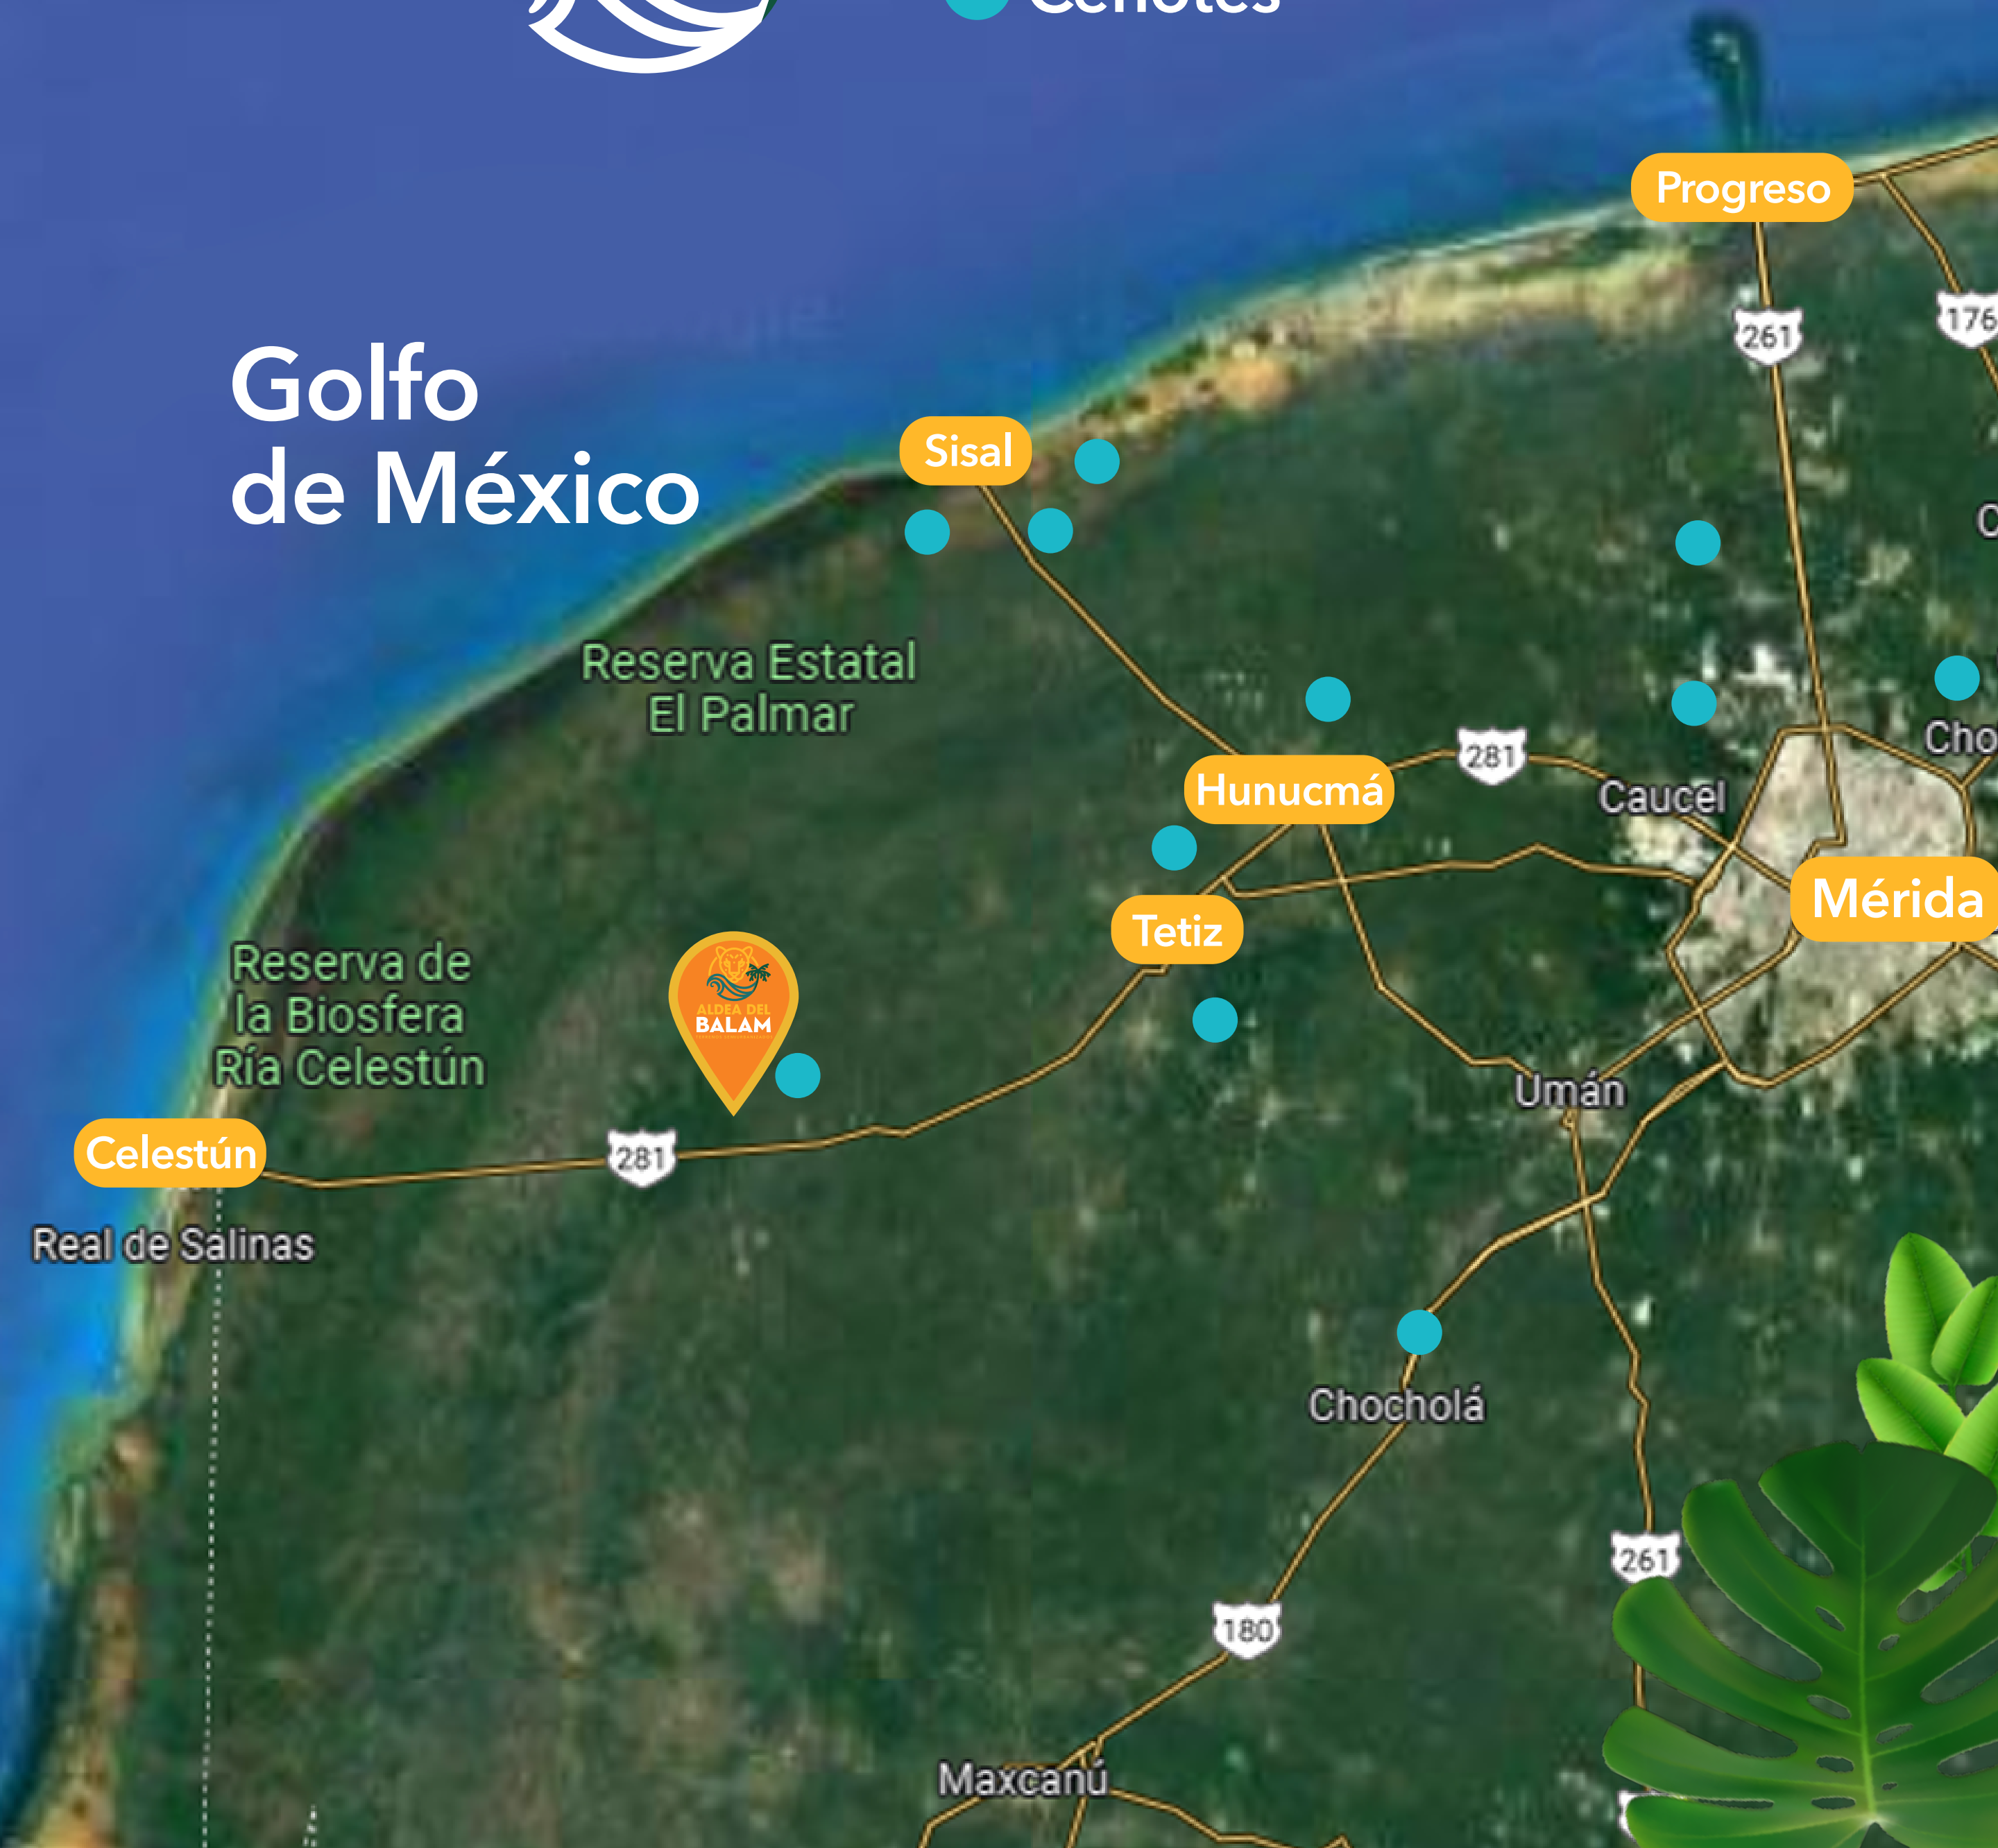 Cenotes
Progreso
261
176
Golfo
de México
Sisal
Reserva Estatal
El Palmar
Hunucmá
281
Caucel
Cho
Mérida
Tetiz
Reserva de
la Biosfera
Ría Celestún
ALDEA DEL
BALAM
Umán
Celestún
281
Real de Salinas
Chocholá
261
180
Maxcanú